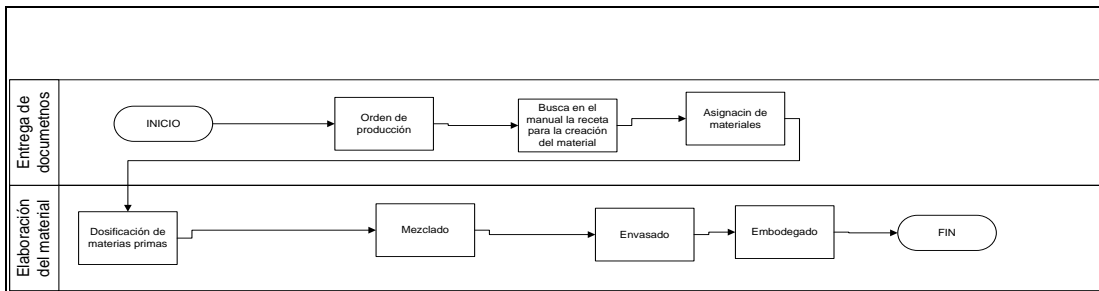 Entrega de
documetnos
INICIO
Orden de
producción
Busca en el
manual la receta
para la creación
del material
Asignacin de
materiales
Elaboración
del material
Dosificación de
materias primas
Mezclado
Envasado
Embodegado
FIN